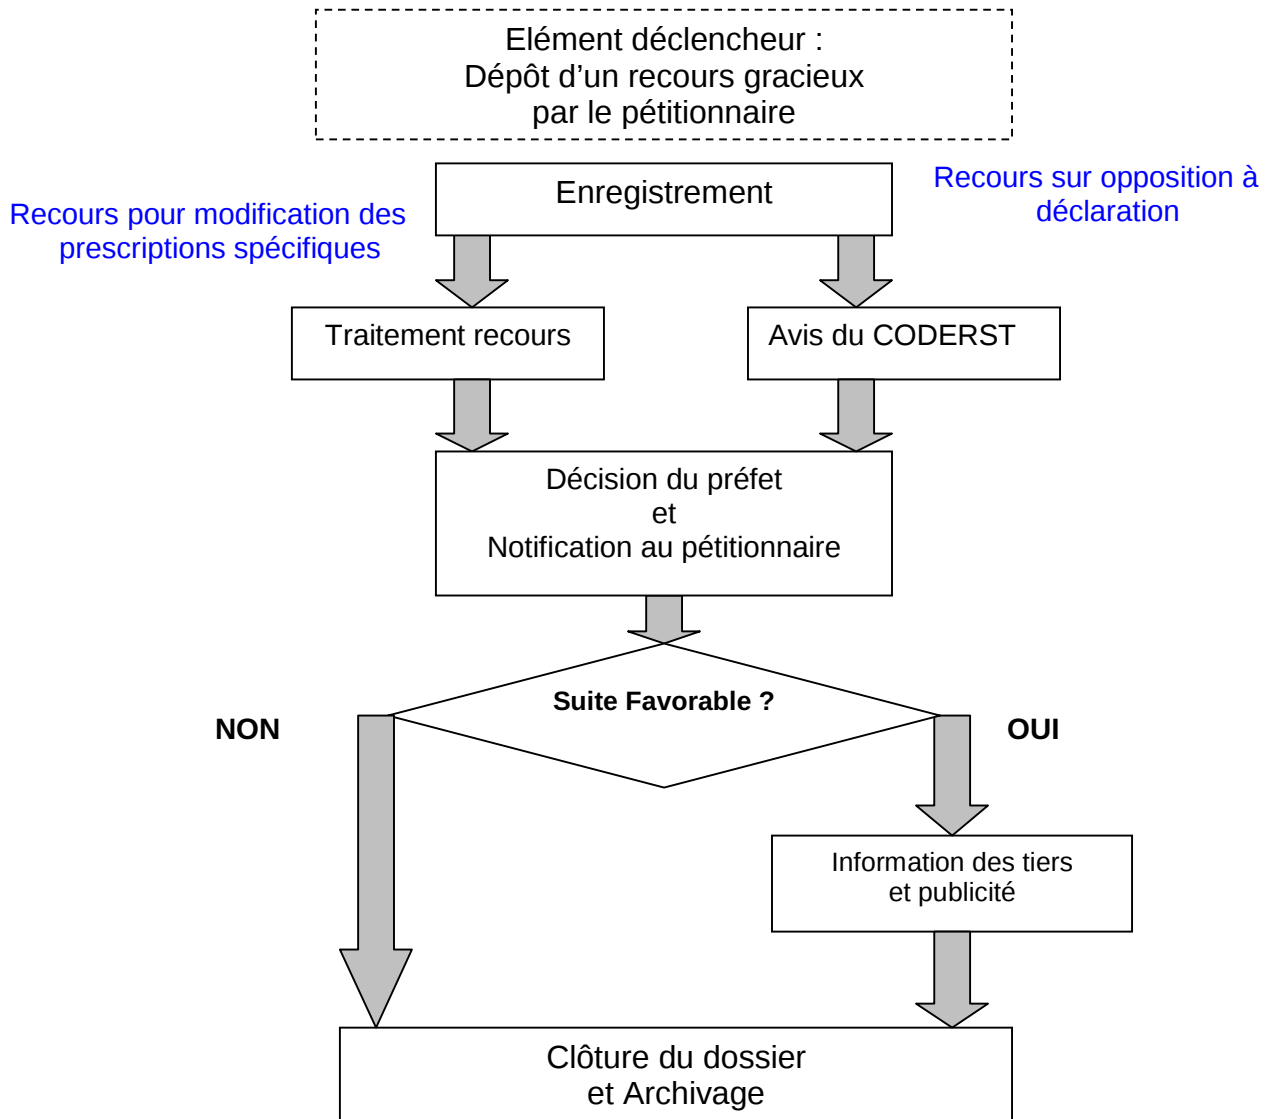 Elément déclencheur :
Dépôt d’un recours gracieux
par le pétitionnaire
Enregistrement
Recours sur opposition à
déclaration
Recours pour modification des
prescriptions spécifiques
Traitement recours
Avis du CODERST
Décision du préfet
et
Notification au pétitionnaire
Suite Favorable ?
NON
OUI
Information des tiers
et publicité
Clôture du dossier
et Archivage